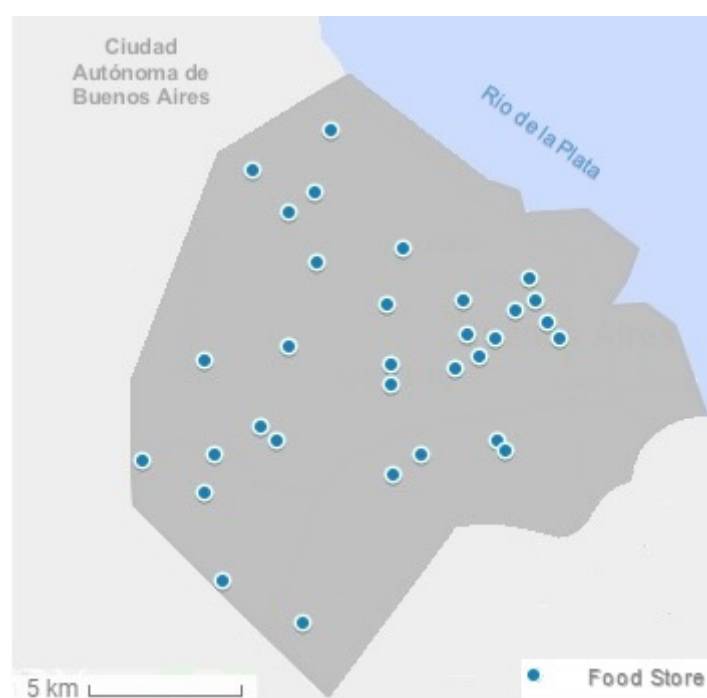 Ciudad
Autónoma de
Buenos Aires
Río de la Plata
5 km
Food Store